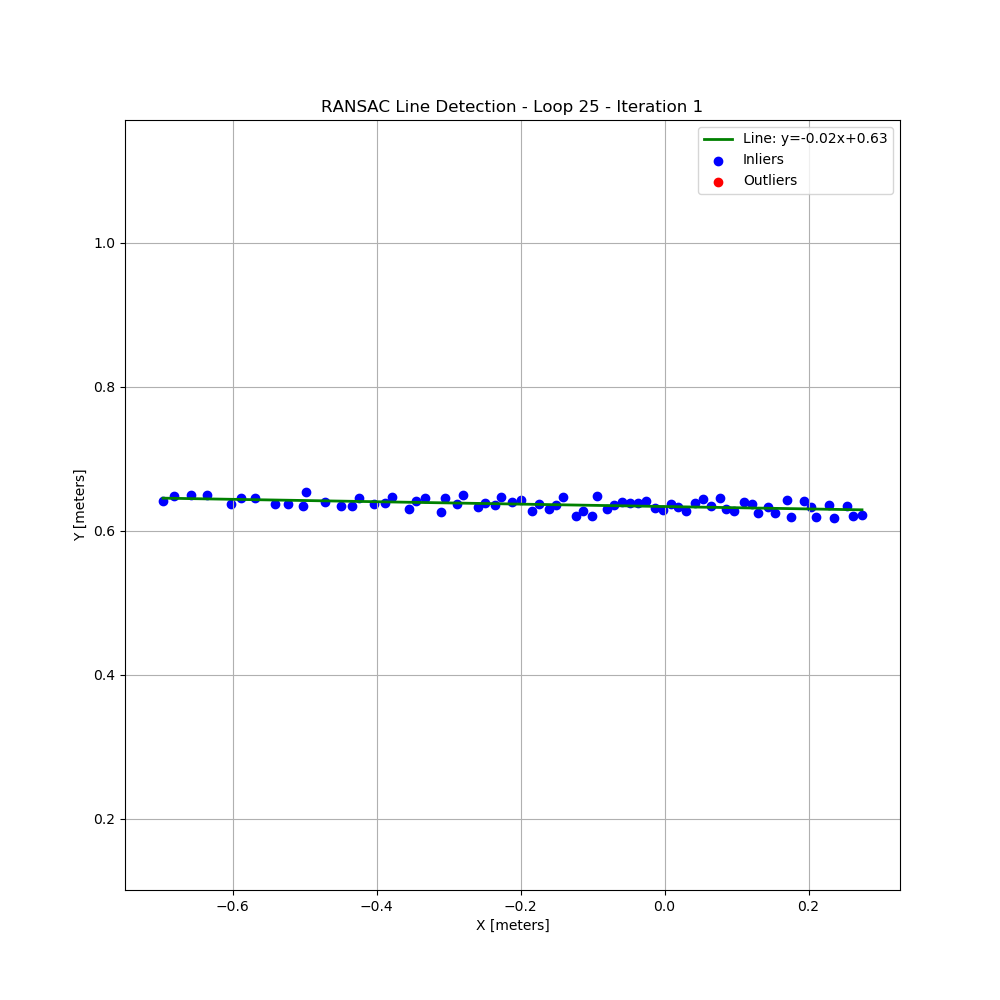 RANSAC Line Detection - Loop 25 - Iteration 1
Line: y=-0.02x+0.63
Inliers
Outliers
1.0
0.8
0.6
0.4
0.2
Y [meters]
−0.6
−0.4
−0.2
0.0
0.2
X [meters]